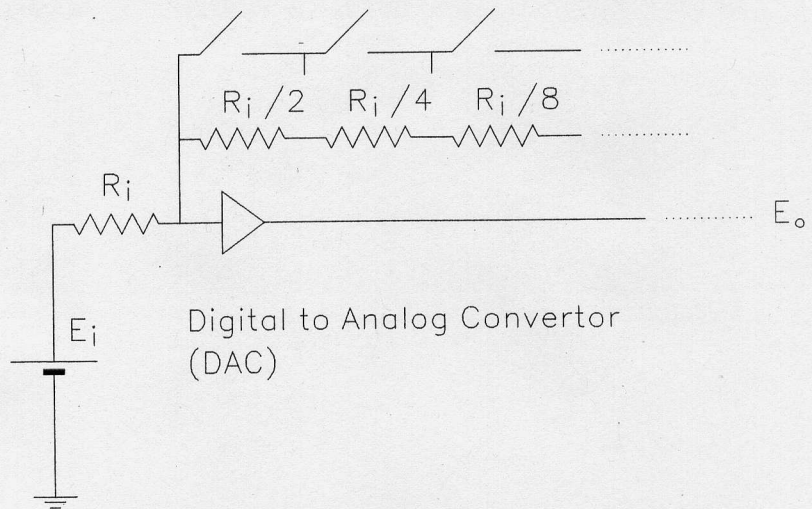 Rᵢ/2 Rᵢ/4 Rᵢ/8
Rᵢ
Eₒ
Eᵢ
Digital to Analog Convertor
(DAC)